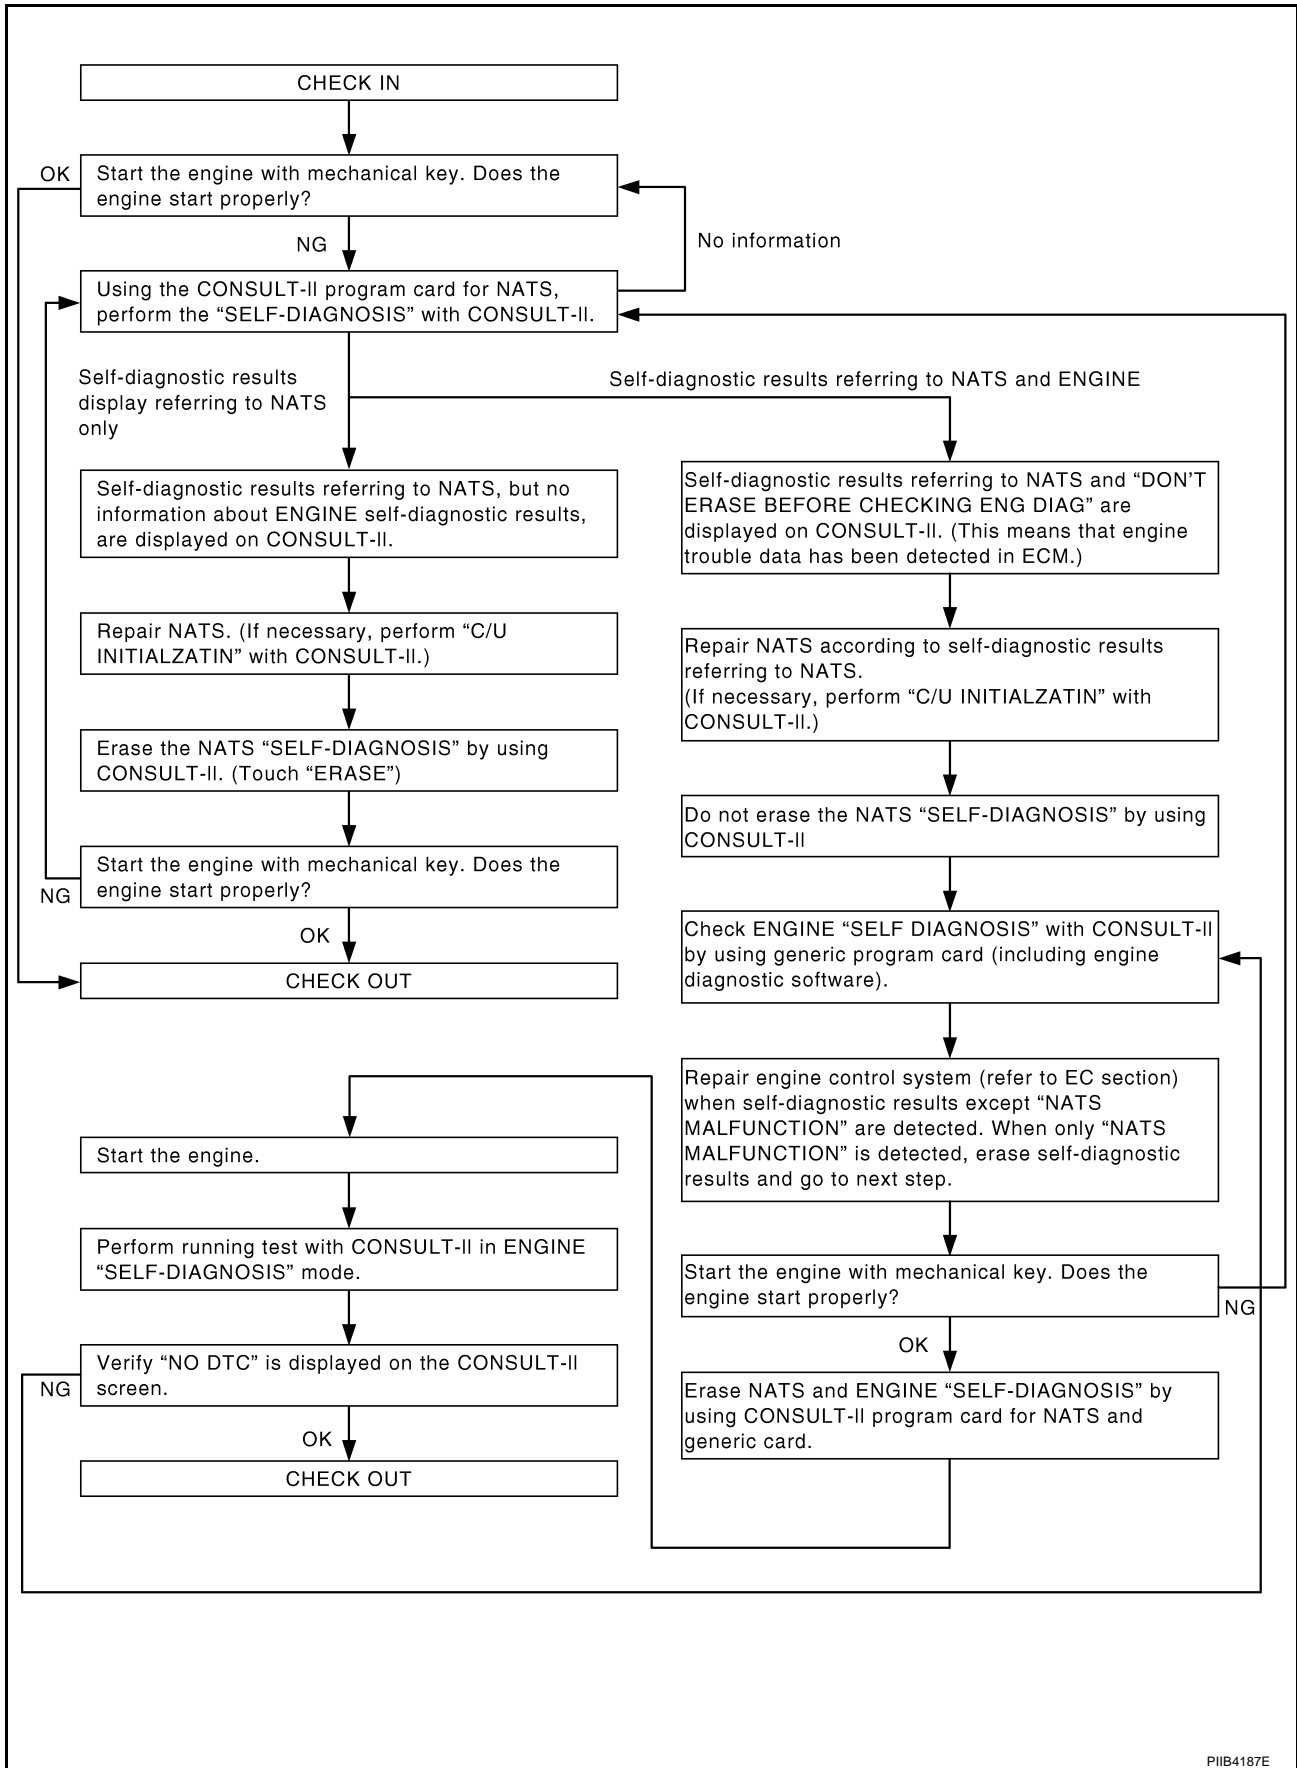 CHECK IN
OK
Start the engine with mechanical key. Does the
engine start properly?
NG
No information
Using the CONSULT-II program card for NATS,
perform the “SELF-DIAGNOSIS” with CONSULT-II.
Self-diagnostic results
display referring to NATS
only
Self-diagnostic results referring to NATS and ENGINE
Self-diagnostic results referring to NATS, but no
information about ENGINE self-diagnostic results,
are displayed on CONSULT-II.
Repair NATS. (If necessary, perform “C/U
INITIALZATIN” with CONSULT-II.)
Erase the NATS “SELF-DIAGNOSIS” by using
CONSULT-II. (Touch “ERASE”)
Start the engine with mechanical key. Does the
engine start properly?
NG
OK
CHECK OUT
Self-diagnostic results referring to NATS and “DON’T
ERASE BEFORE CHECKING ENG DIAG” are
displayed on CONSULT-II. (This means that engine
trouble data has been detected in ECM.)
Repair NATS according to self-diagnostic results
referring to NATS.
(If necessary, perform “C/U INITIALZATIN” with
CONSULT-II.)
Do not erase the NATS “SELF-DIAGNOSIS” by using
CONSULT-II
Check ENGINE “SELF DIAGNOSIS” with CONSULT-II
by using generic program card (including engine
diagnostic software).
Repair engine control system (refer to EC section)
when self-diagnostic results except “NATS
MALFUNCTION” are detected. When only “NATS
MALFUNCTION” is detected, erase self-diagnostic
results and go to next step.
Start the engine with mechanical key. Does the
engine start properly?
NG
OK
Erase NATS and ENGINE “SELF-DIAGNOSIS” by
using CONSULT-II program card for NATS and
generic card.
Start the engine.
Perform running test with CONSULT-II in ENGINE
“SELF-DIAGNOSIS” mode.
Verify “NO DTC” is displayed on the CONSULT-II
screen.
NG
OK
CHECK OUT
PIIB4187E